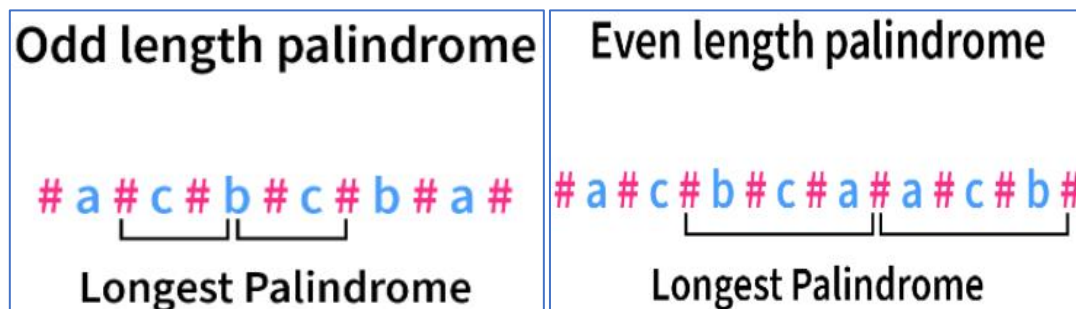 Odd length palindrome
# a # c # b # c # b # a #
Longest Palindrome
Even length palindrome
# a # c # b # c # a # a # c # b #
Longest Palindrome